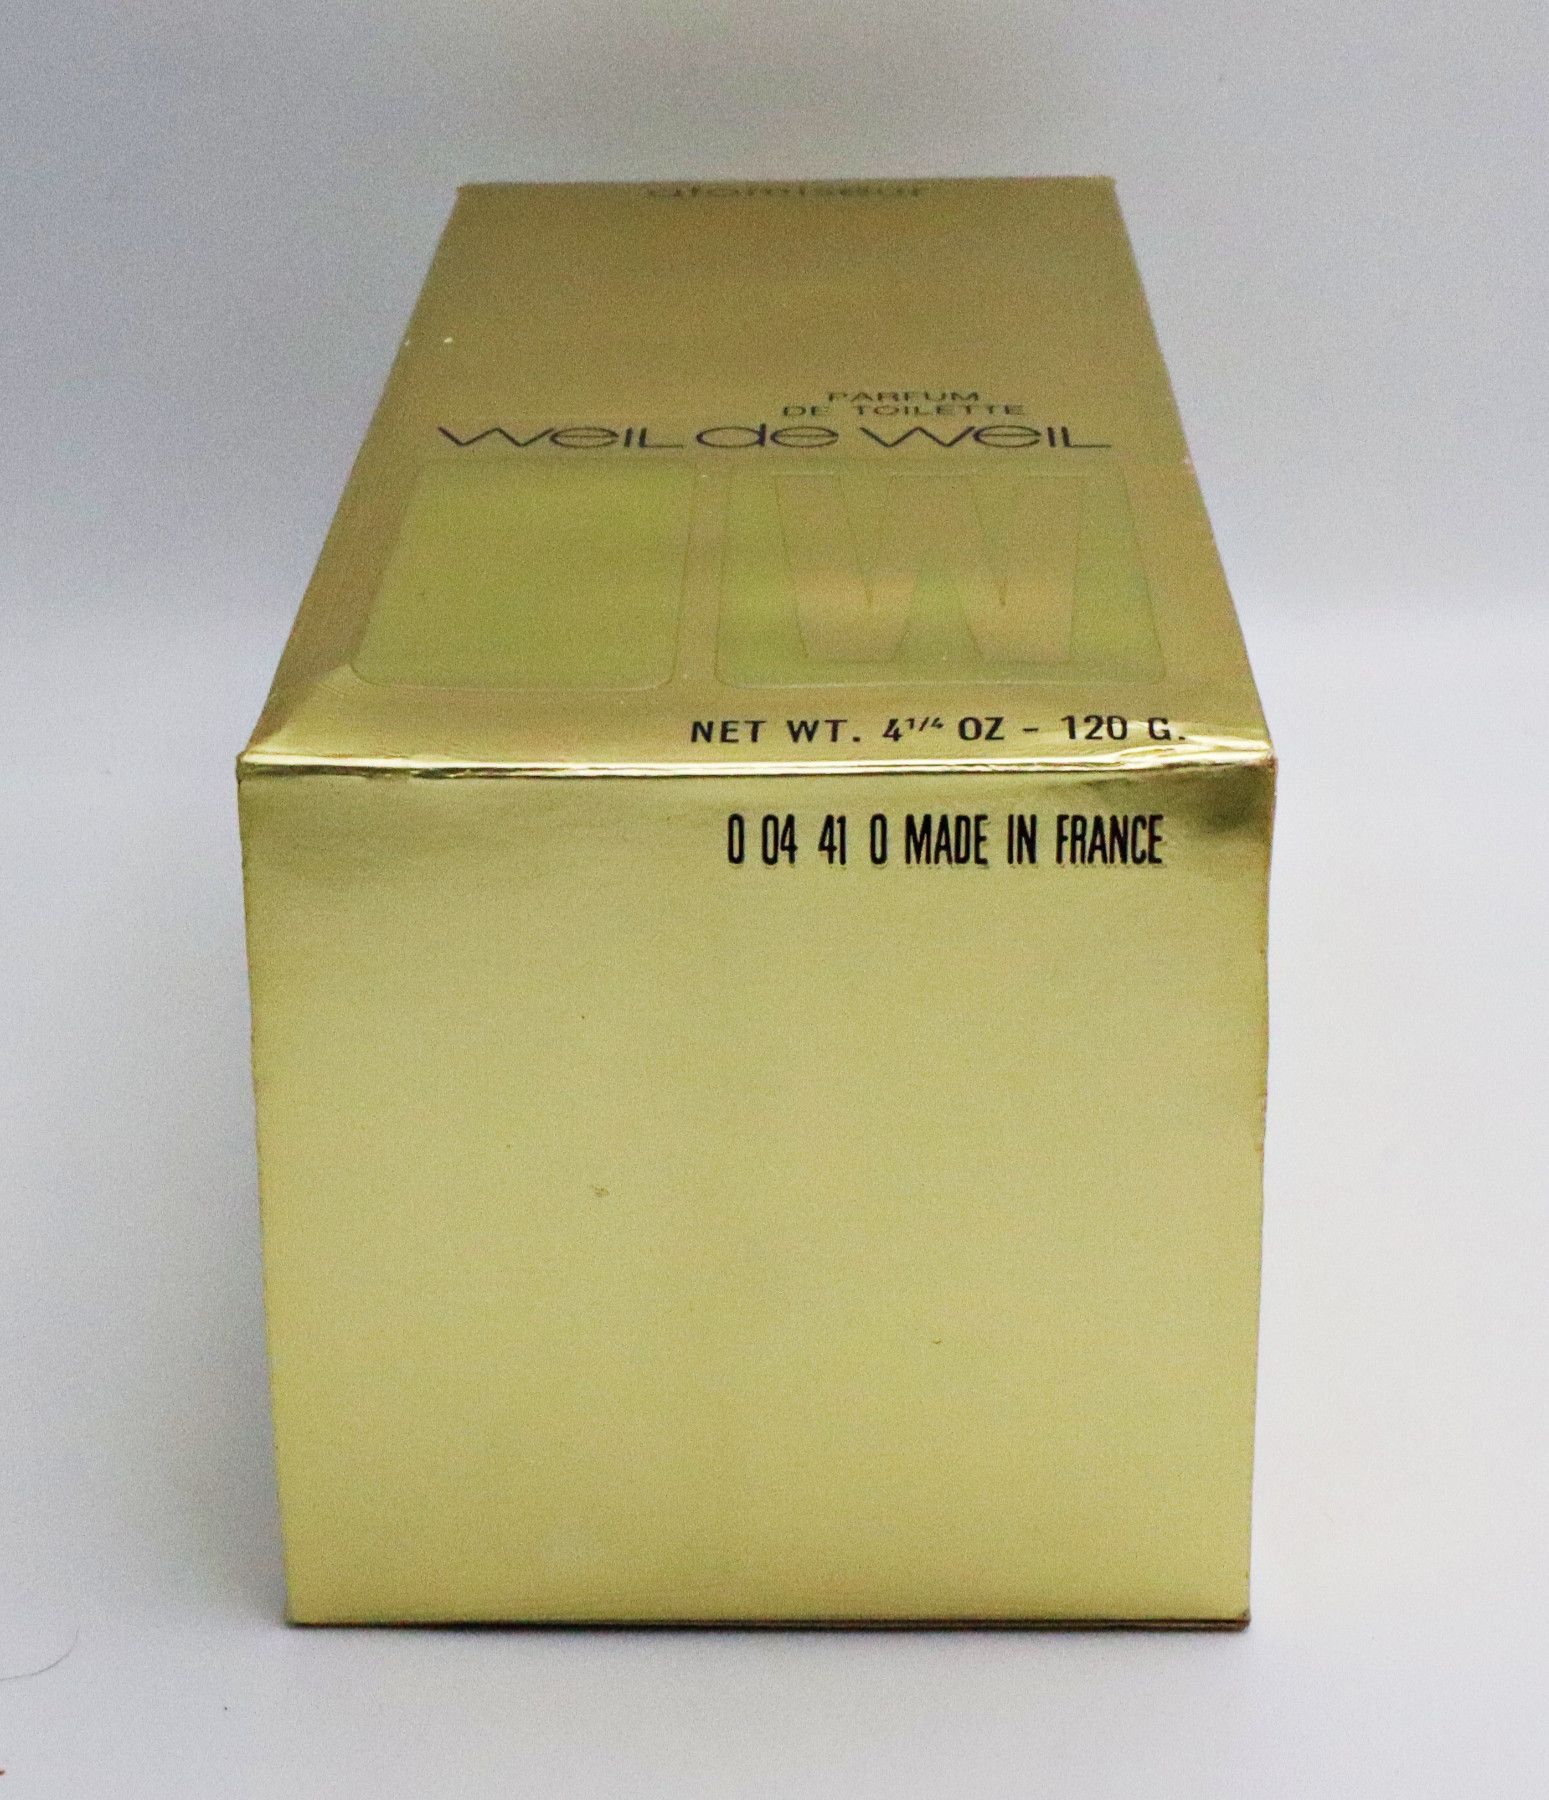 atomiseur
PARFUM
DE TOILETTE
weil de weil
W
NET WT. 4 1/4 OZ - 120 G.
0 04 41 0 MADE IN FRANCE